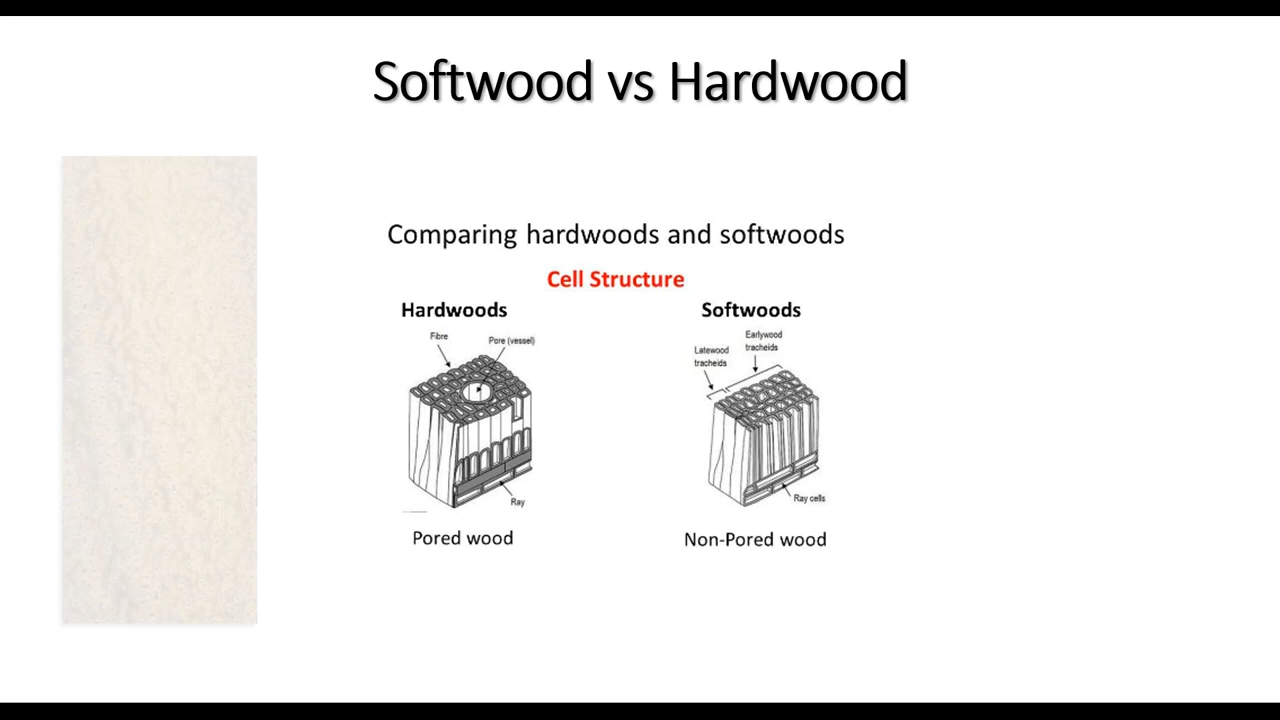 Softwood vs Hardwood
Comparing hardwoods and softwoods
Cell Structure
Hardwoods
Fibre
Pore (vessel)
Ray
Pored wood
Softwoods
Earlywood
tracheids
Latewood
tracheids
Ray cells
Non-Pored wood